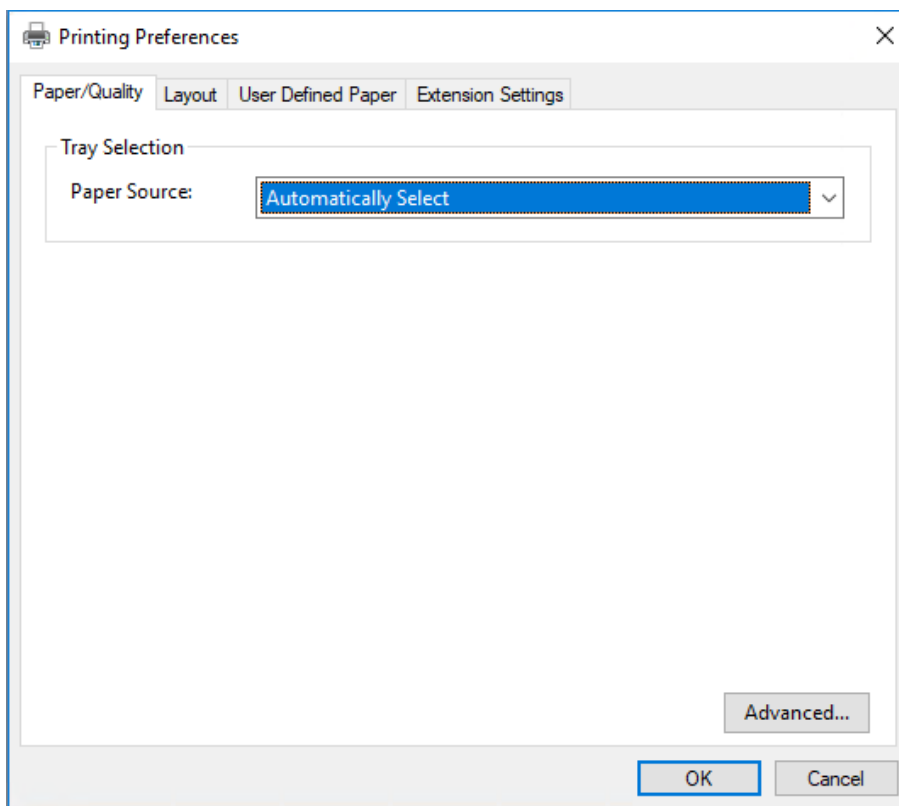 Printing Preferences
Paper/Quality Layout User Defined Paper Extension Settings
Tray Selection
Paper Source: Automatically Select
Advanced...
OK Cancel